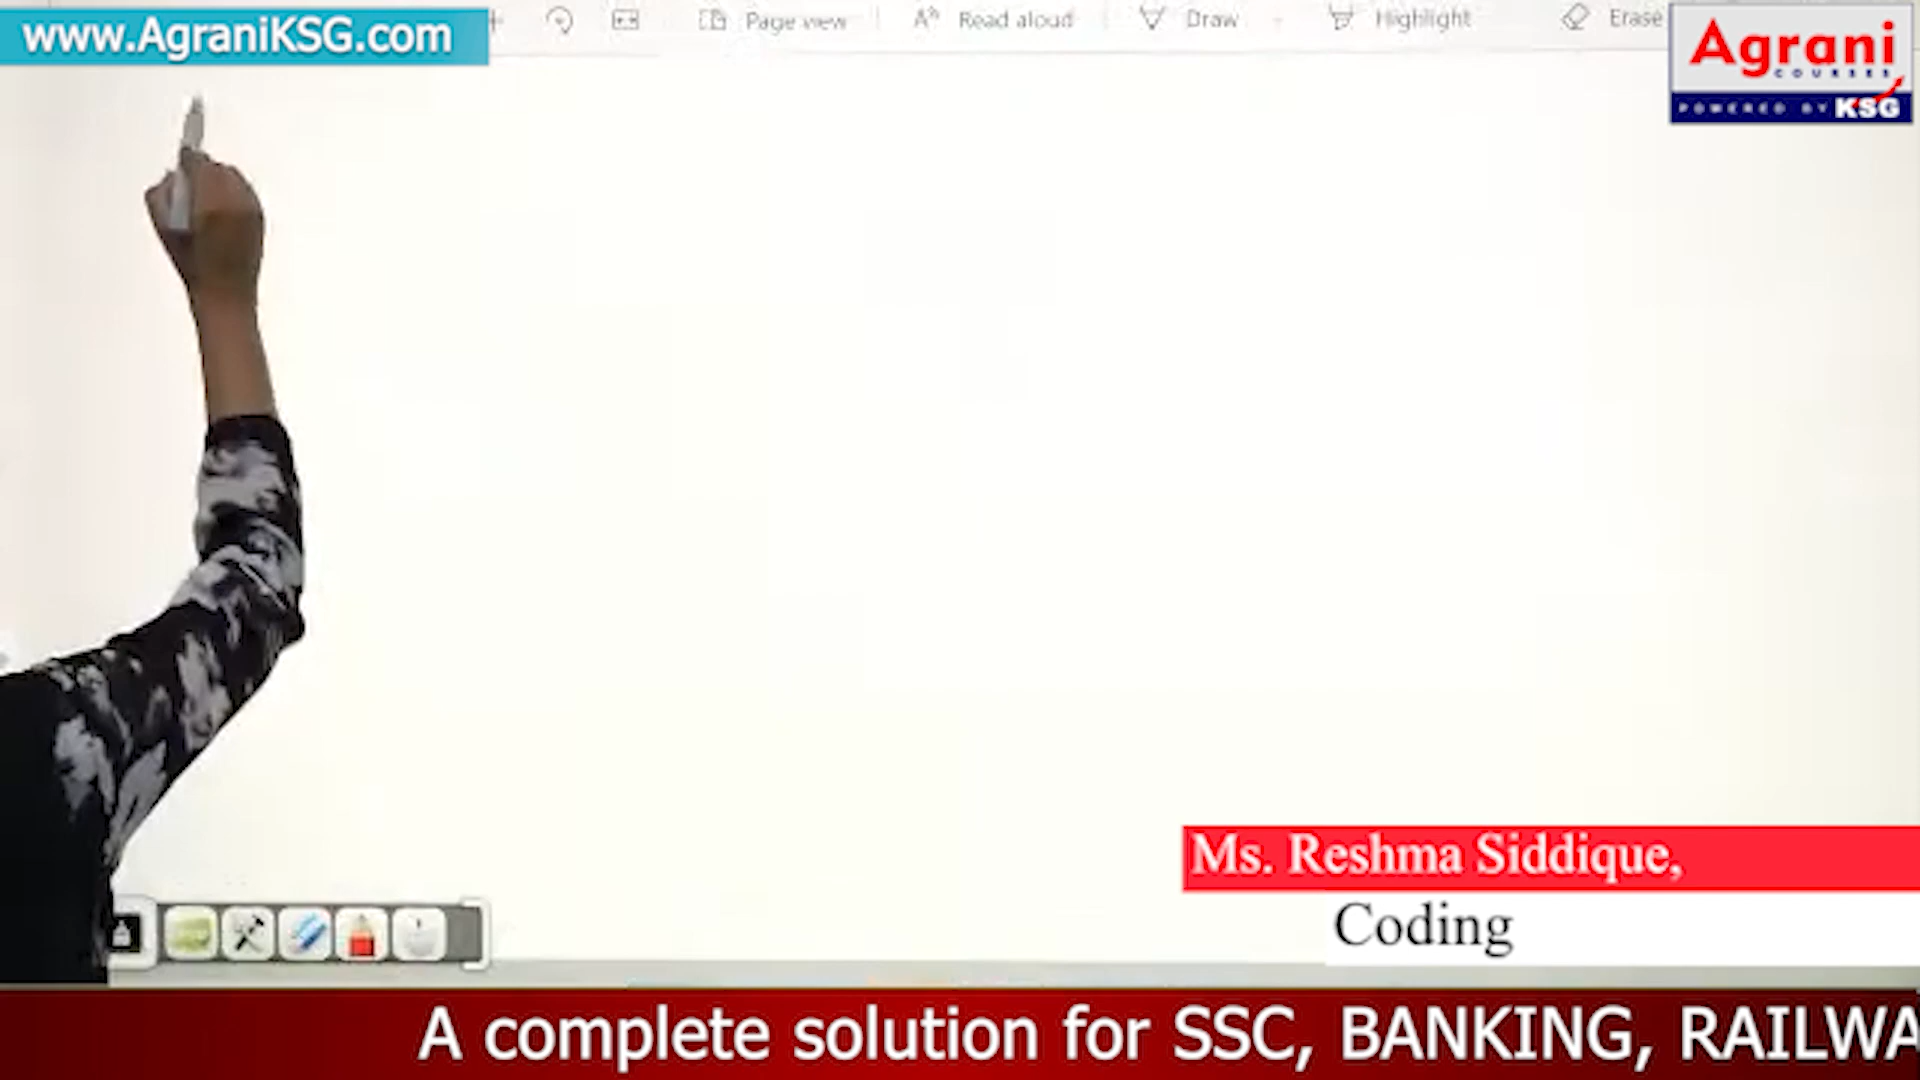 www.AgraniKSG.com
Page view
Read aloud
Draw
Highlight
Erase
Agrani
COURSES
POWERED BY KSG
Ms. Reshma Siddique,
Coding
A complete solution for SSC, BANKING, RAILWA